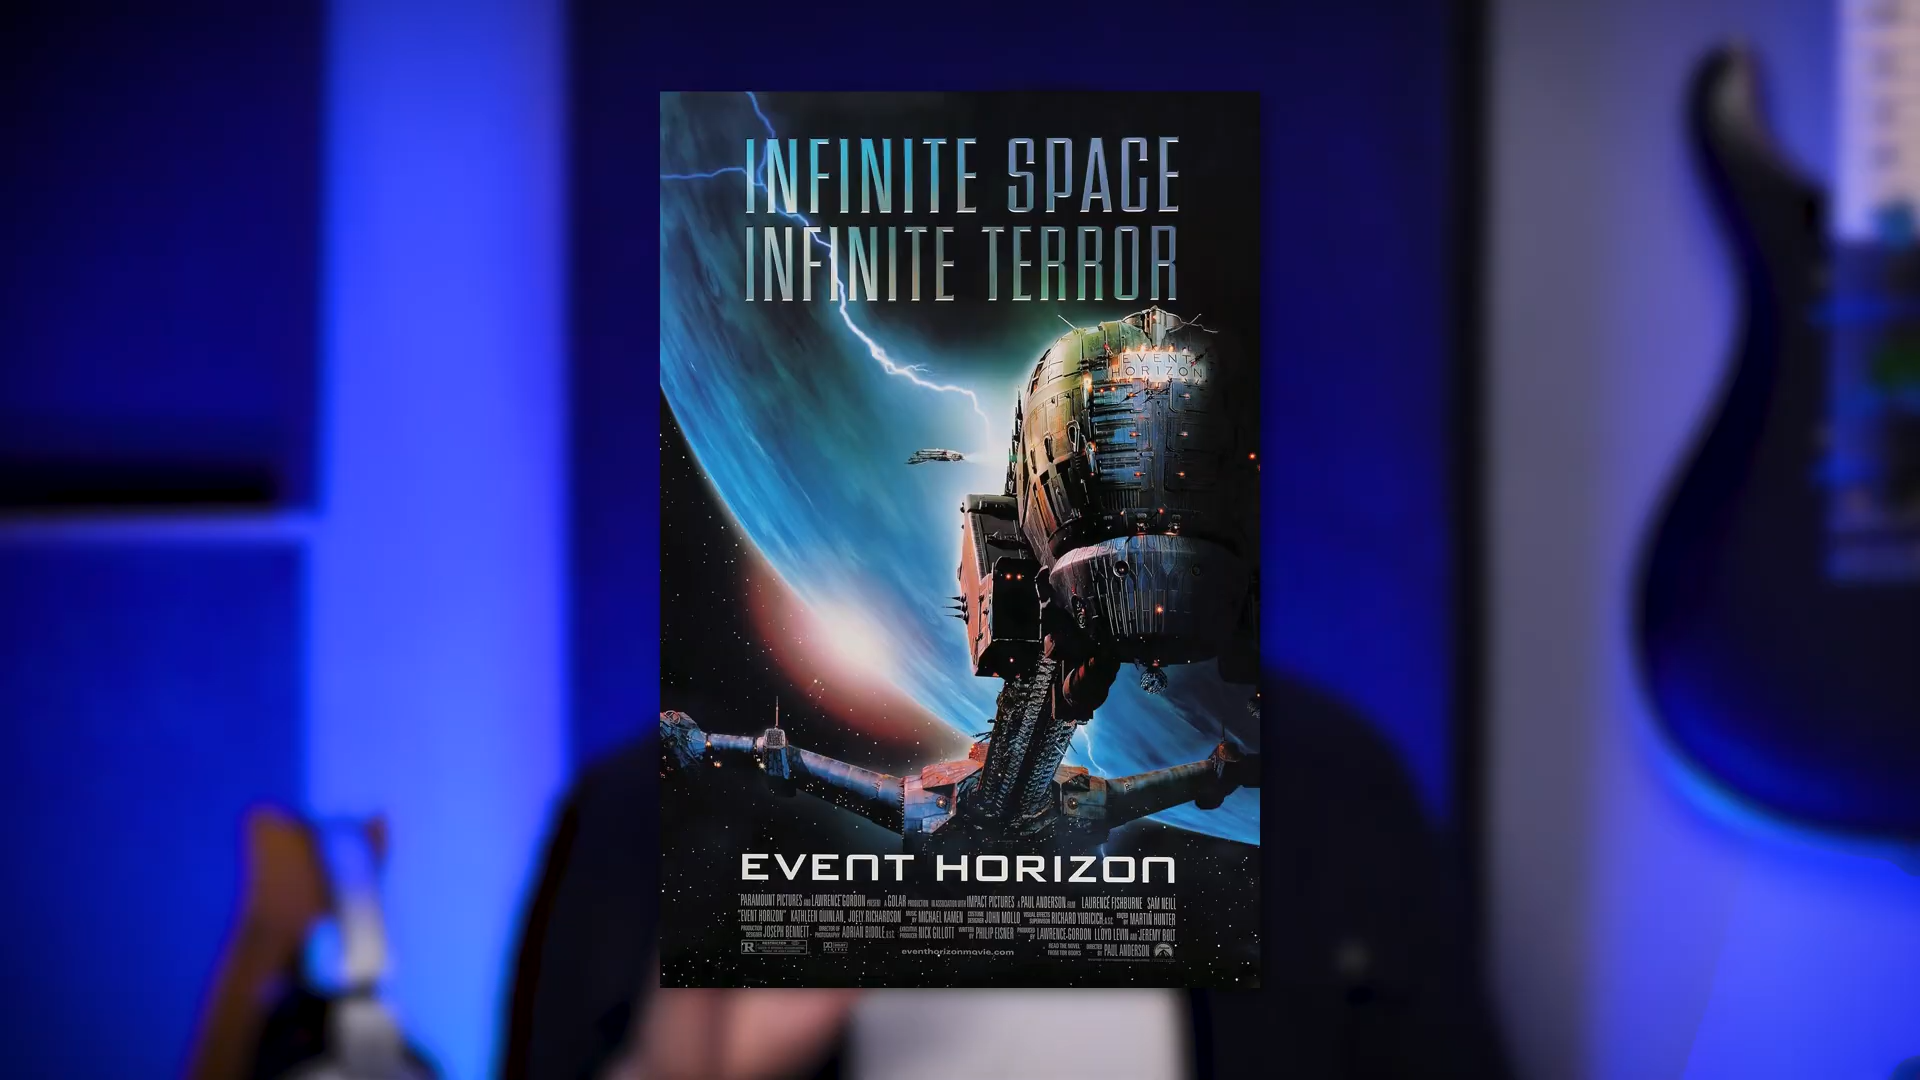 INFINITE SPACE
INFINITE TERROR
EVENT
HORIZON
EVENT HORIZON
PARAMOUNT PICTURES AND LAWRENCE GORDON PRESENT A GOLAR PRODUCTION IN ASSOCIATION WITH IMPACT PICTURES A PAUL ANDERSON FILM LAURENCE FISHBURNE SAM NEILL
"EVENT HORIZON" KATHLEEN QUINLAN, JOELY RICHARDSON MUSIC BY MICHAEL KAMEN COSTUME DESIGNER JOHN MOLLO VISUAL EFFECTS SUPERVISOR RICHARD YURICICH, A.S.C. EDITOR MARTIN HUNTER
PRODUCTION DESIGNER JOSEPH BENNETT DIRECTOR OF PHOTOGRAPHY ADRIAN BIDDLE, B.S.C. EXECUTIVE PRODUCER NICK GILLOTT WRITTEN BY PHILIP EISNER PRODUCED BY LAWRENCE GORDON LLOYD LEVIN AND JEREMY BOLT
R RESTRICTED eventhorizonmovie.com READ THE NOVEL FROM TOR BOOKS DIRECTED BY PAUL ANDERSON